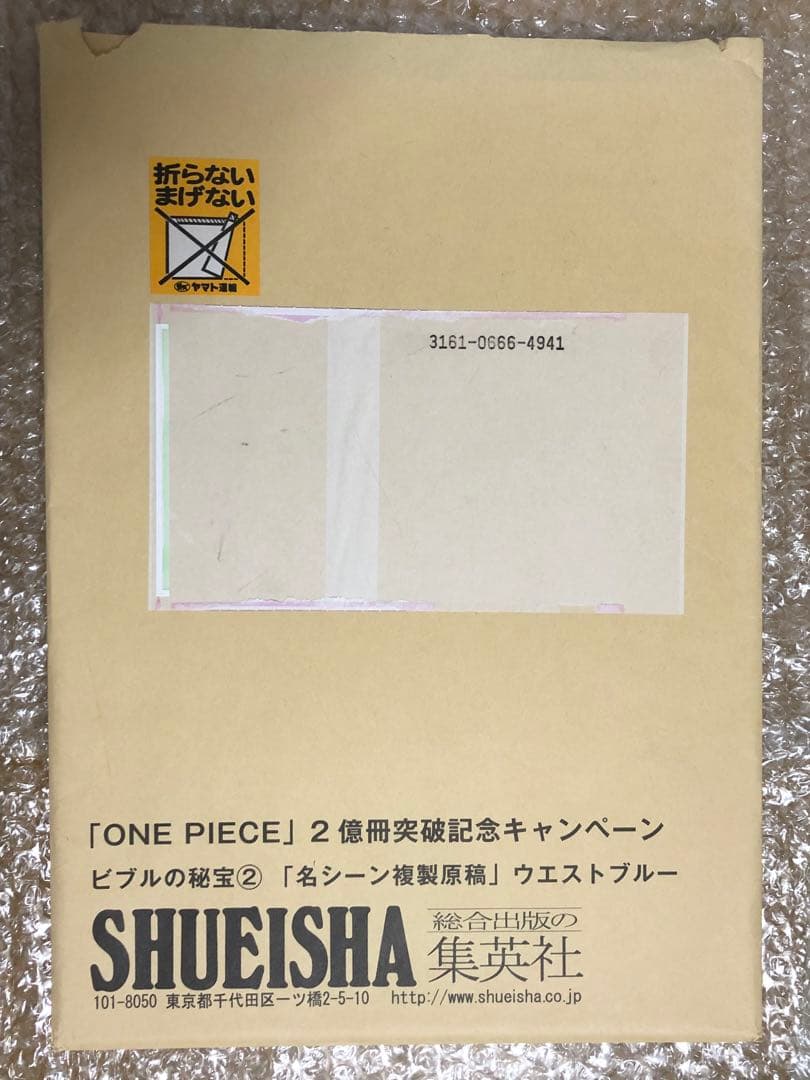 折らない
まげない
ヤマト運輸
3161-0666-4941
「ONE PIECE」2億冊突破記念キャンペーン
ビブルの秘宝②「名シーン複製原稿」ウエストブルー
SHUEISHA
総合出版の
集英社
101-8050 東京都千代田区一ツ橋2-5-10 http://www.shueisha.co.jp